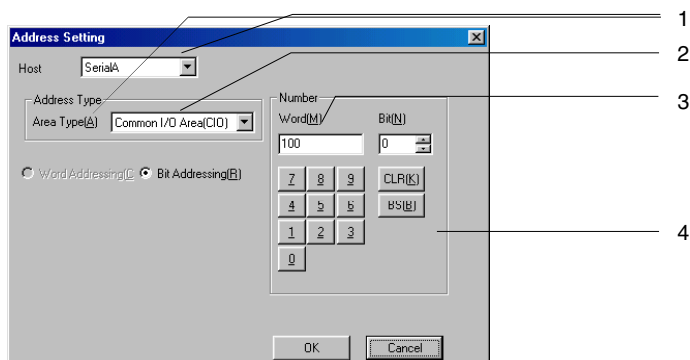 Address Setting
Host SerialA
Address Type
Area Type(A) Common I/O Area(CIO)
Word Addressing(C Bit Addressing(R)
Number
Word(M) Bit(N)
100 0
7 8 9 CLR(K)
4 5 6 BS(B)
1 2 3
0
OK Cancel
1
2
3
4